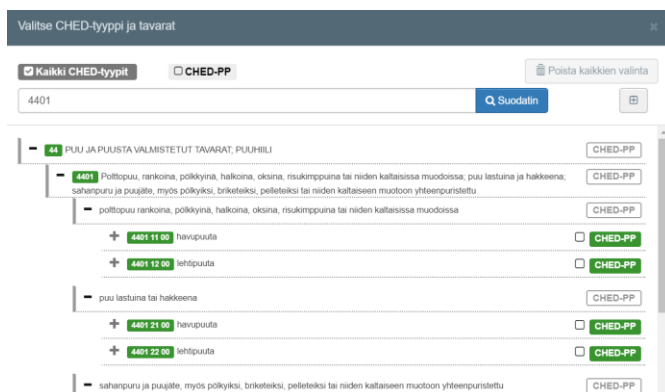 Valitse CHED-tyyppi ja tavarat
Kaikki CHED-tyypit CHED-PP Poista kaikkien valinta
4401 Suodatin
44 PUU JA PUUSTA VALMISTETUT TAVARAT; PUUHIILI CHED-PP
4401 Polttopuu, rankoina, pölkkyinä, halkoina, oksina, risukimppuina tai niiden kaltaisissa muodoissa; puu lastuina ja hakkeena; CHED-PP
sahanpuru ja puujäte, myös pölkyiksi, briketeiksi, pelleteiksi tai niiden kaltaiseen muotoon yhteenpuristettu
polttopuu rankoina, pölkkyinä, halkoina, oksina, risukimppuina tai niiden kaltaisissa muodoissa CHED-PP
4401 11 00 havupuuta CHED-PP
4401 12 00 lehtipuuta CHED-PP
puu lastuina tai hakkeena CHED-PP
4401 21 00 havupuuta CHED-PP
4401 22 00 lehtipuuta CHED-PP
sahanpuru ja puujäte, myös pölkyiksi, briketeiksi, pelleteiksi tai niiden kaltaiseen muotoon yhteenpuristettu CHED-PP